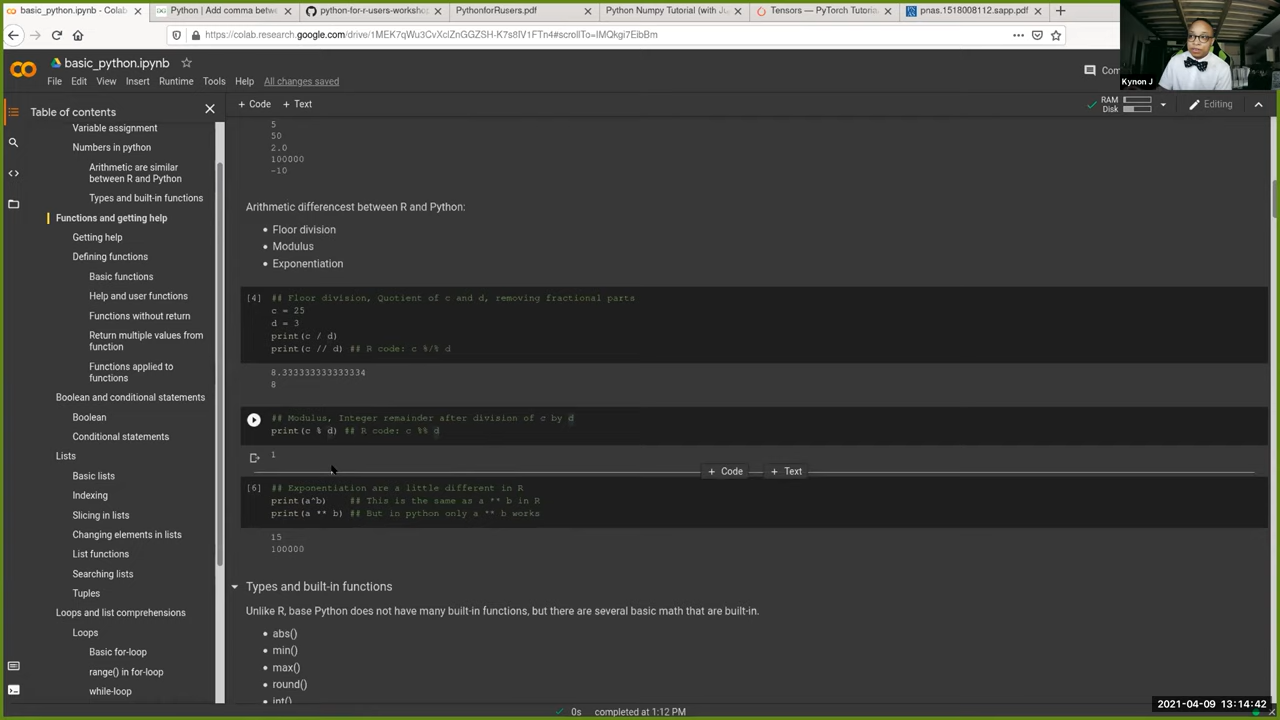 basic_python.ipynb - Colab
Python | Add comma betwe
python-for-r-users-workshop
PythonforRusers.pdf
Python Numpy Tutorial (with Ju
Tensors — PyTorch Tutorial
pnas.1518008112.sapp.pdf
https://colab.research.google.com/drive/1MEK7qWu3CvXclZnGGZSH-K7s8IV1FTn4#scrollTo=IMQkgi7EibBm
Kynon J
basic_python.ipynb
File Edit View Insert Runtime Tools Help All changes saved
Com
Table of contents
+ Code + Text
RAM
Disk
Editing
Variable assignment
Numbers in python
Arithmetic are similar
between R and Python
Types and built-in functions
Functions and getting help
Getting help
Defining functions
Basic functions
Help and user functions
Functions without return
Return multiple values from
function
Functions applied to
functions
Boolean and conditional statements
Boolean
Conditional statements
Lists
Basic lists
Indexing
Slicing in lists
Changing elements in lists
List functions
Searching lists
Tuples
Loops and list comprehensions
Loops
Basic for-loop
range() in for-loop
while-loop
5
50
2.0
100000
-10
Arithmetic differencest between R and Python:
• Floor division
• Modulus
• Exponentiation
[4] ## Floor division, Quotient of c and d, removing fractional parts
c = 25
d = 3
print(c / d)
print(c // d) ## R code: c %/% d
8.333333333333334
8
## Modulus, Integer remainder after division of c by d
print(c % d) ## R code: c %% d
1
+ Code + Text
[6] ## Exponentiation are a little different in R
print(a^b) ## This is the same as a ** b in R
print(a ** b) ## But in python only a ** b works
15
100000
Types and built-in functions
Unlike R, base Python does not have many built-in functions, but there are several basic math that are built-in.
• abs()
• min()
• max()
• round()
• int()
0s completed at 1:12 PM
2021-04-09 13:14:42